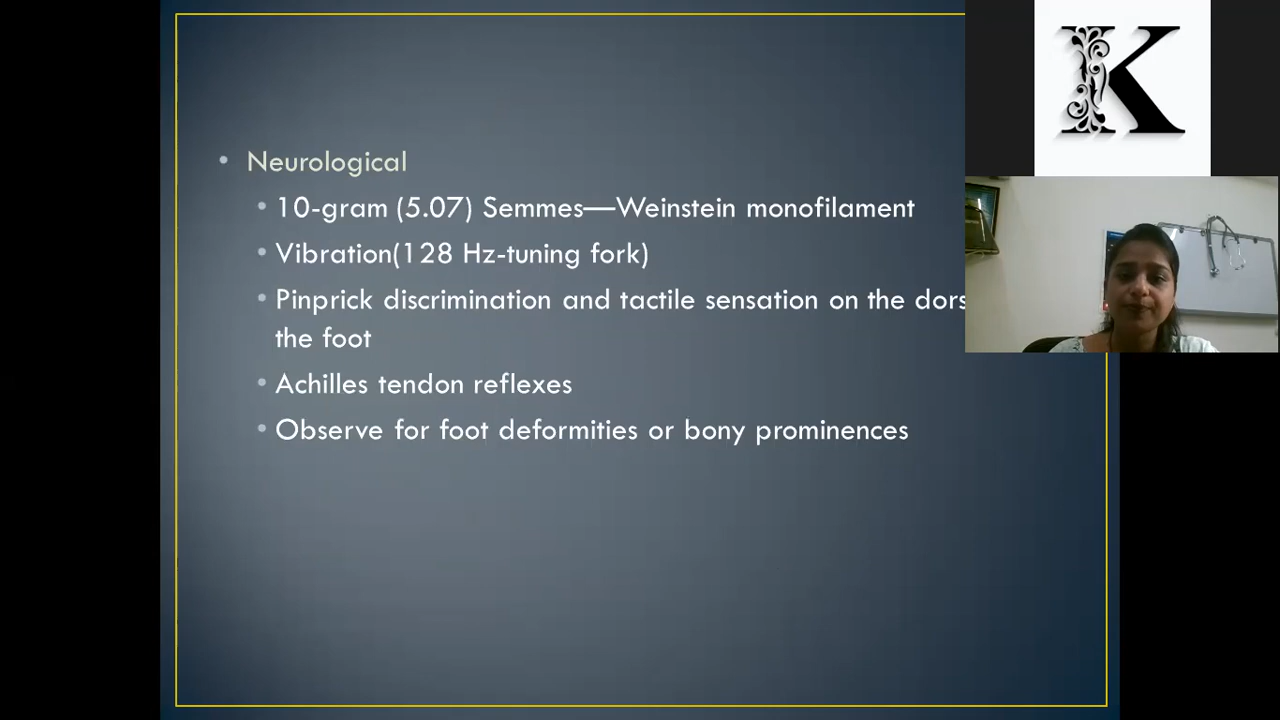 Neurological
10-gram (5.07) Semmes—Weinstein monofilament
Vibration(128 Hz-tuning fork)
Pinprick discrimination and tactile sensation on the
the foot
Achilles tendon reflexes
Observe for foot deformities or bony prominences
K